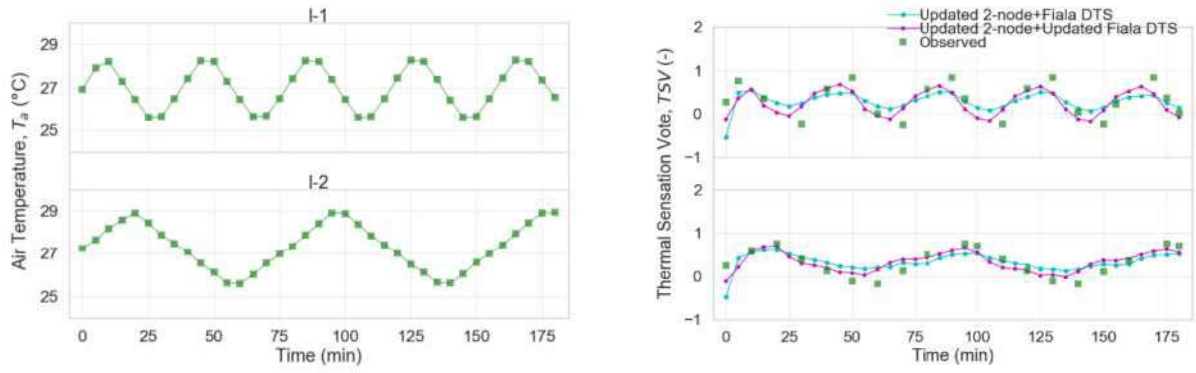 I-1
Air Temperature, Ta (°C)
29
27
25
I-2
29
27
25
0 25 50 75 100 125 150 175
Time (min)
Updated 2-node+Fiala DTS
Updated 2-node+Updated Fiala DTS
Observed
Thermal Sensation Vote, TSV (-)
2
1
0
−1
2
1
0
−1
0 25 50 75 100 125 150 175
Time (min)